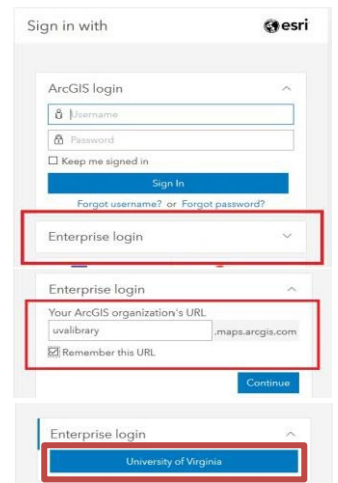 Sign in with esri
ArcGIS login
Username
Password
Keep me signed in
Sign In
Forgot username? or Forgot password?
Enterprise login
Enterprise login
Your ArcGIS organization's URL
uvalibrary .maps.arcgis.com
Remember this URL
Continue
Enterprise login
University of Virginia